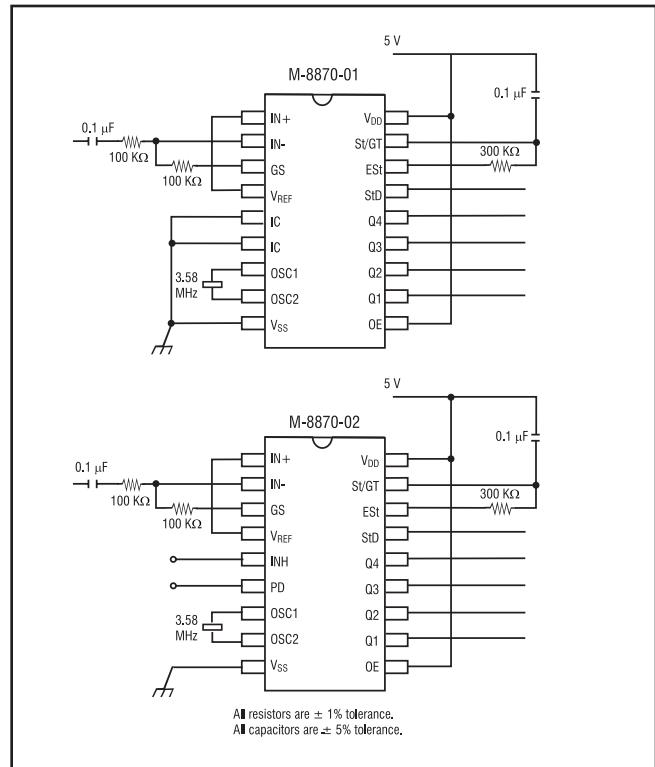 5 V
M-8870-01
0.1 µF
0.1 µF
100 KΩ
100 KΩ
300 KΩ
IN+
IN-
GS
VREF
IC
IC
OSC1
OSC2
VSS
VDD
St/GT
ESt
StD
Q4
Q3
Q2
Q1
OE
3.58
MHz
5 V
M-8870-02
0.1 µF
0.1 µF
100 KΩ
100 KΩ
300 KΩ
IN+
IN-
GS
VREF
INH
PD
OSC1
OSC2
VSS
VDD
St/GT
ESt
StD
Q4
Q3
Q2
Q1
OE
3.58
MHz
All resistors are ± 1% tolerance.
All capacitors are ± 5% tolerance.